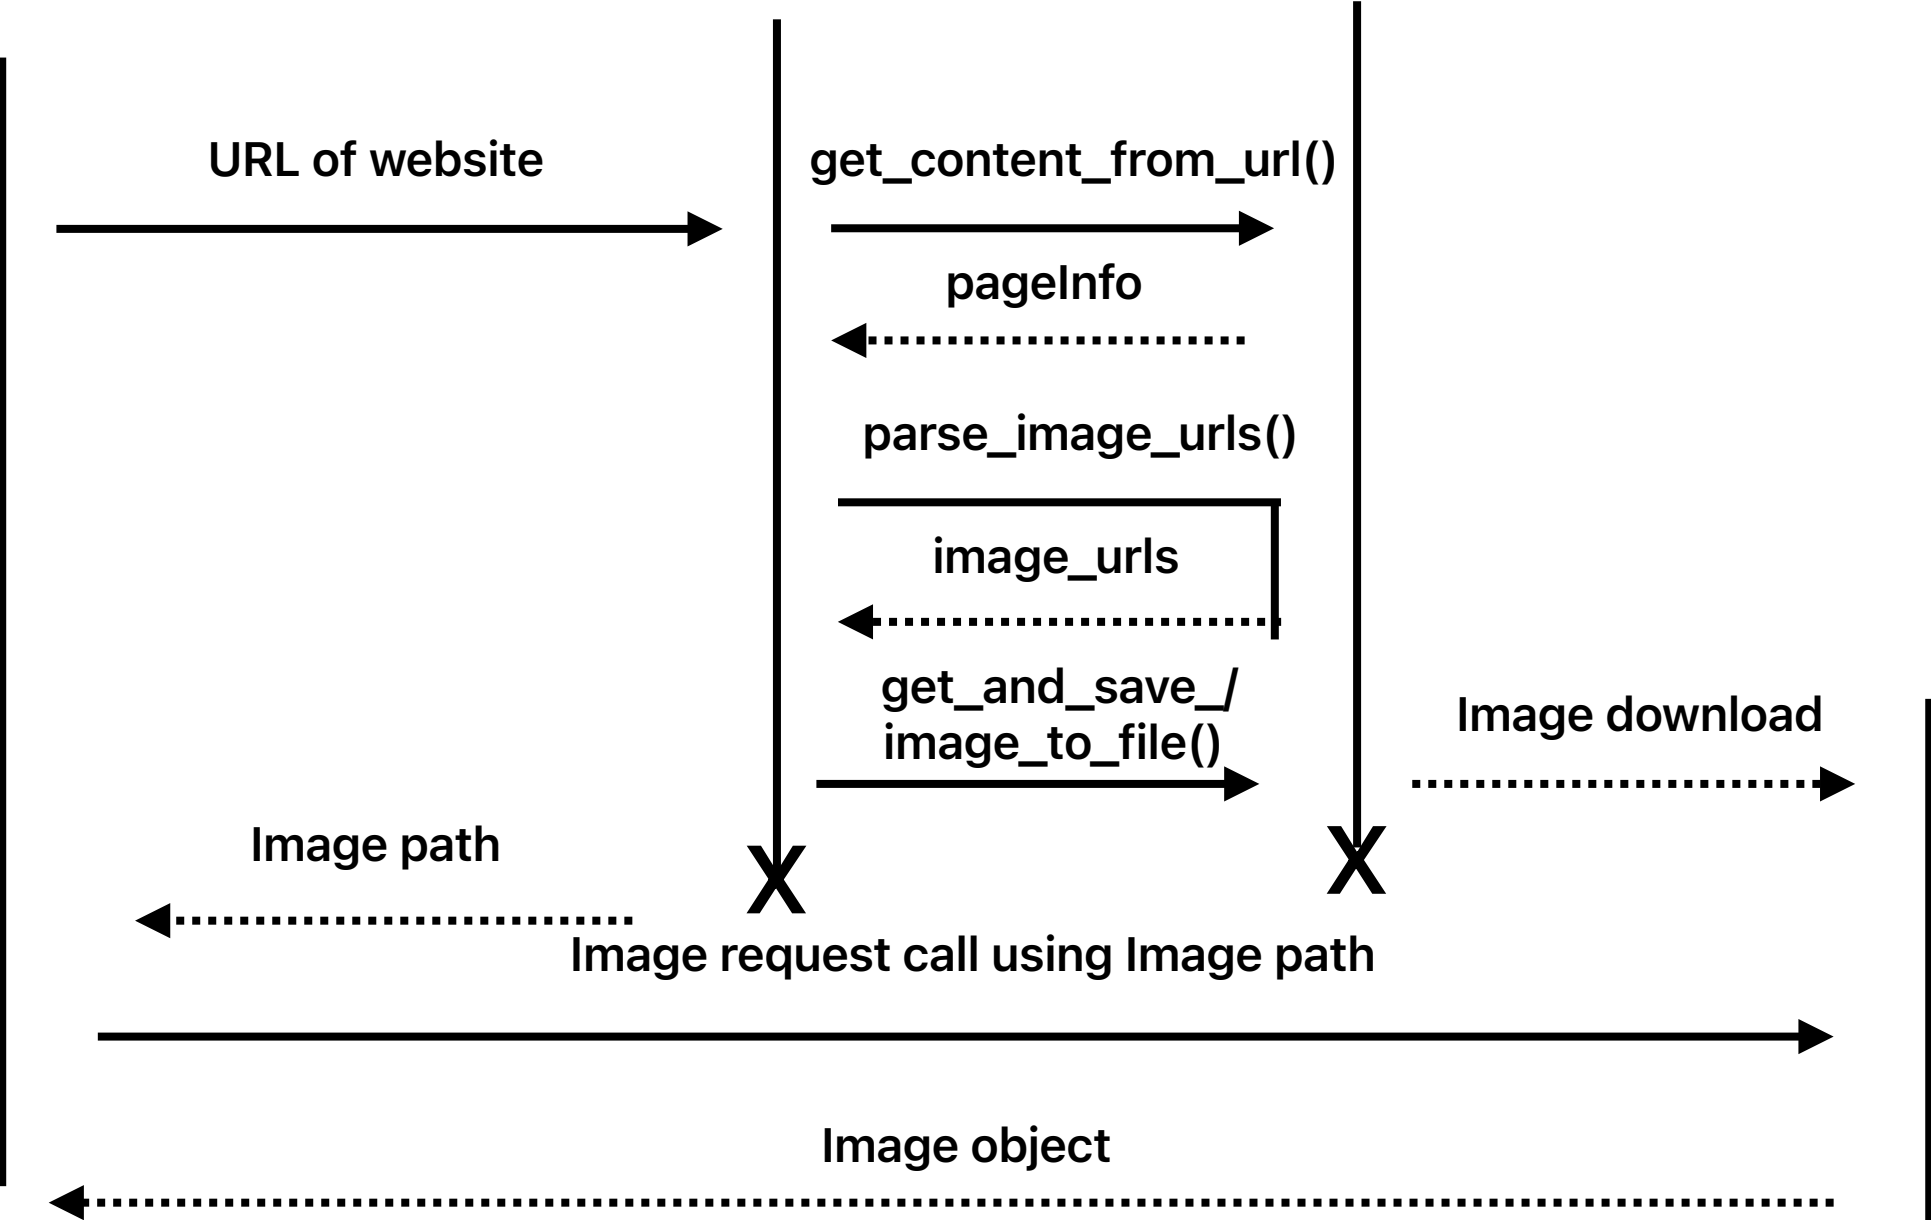 URL of website
get_content_from_url()
pageInfo
parse_image_urls()
image_urls
get_and_save_/
image_to_file()
Image download
Image path
X
X
Image request call using Image path
Image object